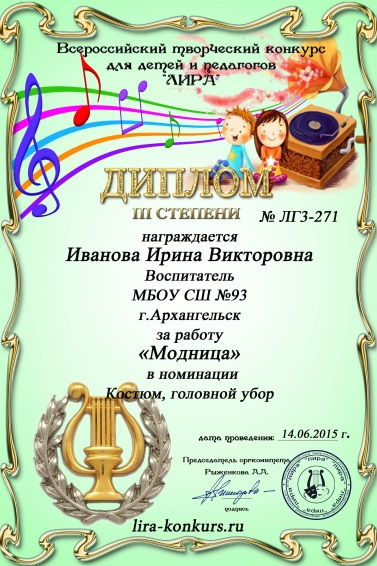 Всероссийский творческий конкурс
для детей и педагогов
"ЛИРА"
ДИПЛОМ
III СТЕПЕНИ
№ ЛГ3-271
награждается
Иванова Ирина Викторовна
Воспитатель
МБОУ СШ №93
г.Архангельск
за работу
«Модница»
в номинации
Костюм, головной убор
дата проведения: 14.06.2015 г.
Председатель оргкомитета
Рыженкова А.А.
подпись
lira-konkurs.ru